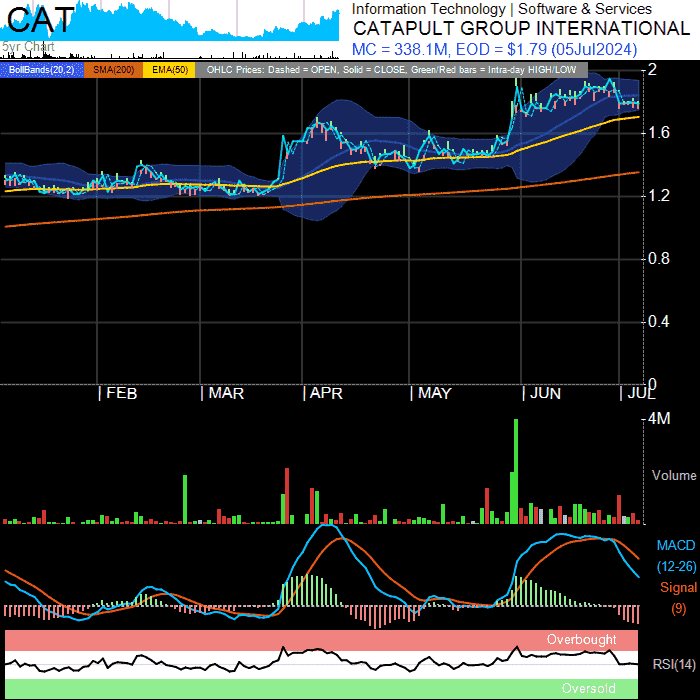 CAT
5yr Chart
Information Technology | Software & Services
CATAPULT GROUP INTERNATIONAL
MC = 338.1M, EOD = $1.79 (05Jul2024)
BollBands(20,2) SMA(200) EMA(50) OHLC Prices: Dashed = OPEN, Solid = CLOSE, Green/Red bars = Intra-day HIGH/LOW
2
1.6
1.2
0.8
0.4
0
| FEB | MAR | APR | MAY | JUN | JUL
4M
Volume
MACD
(12-26)
Signal
(9)
Overbought
RSI(14)
Oversold